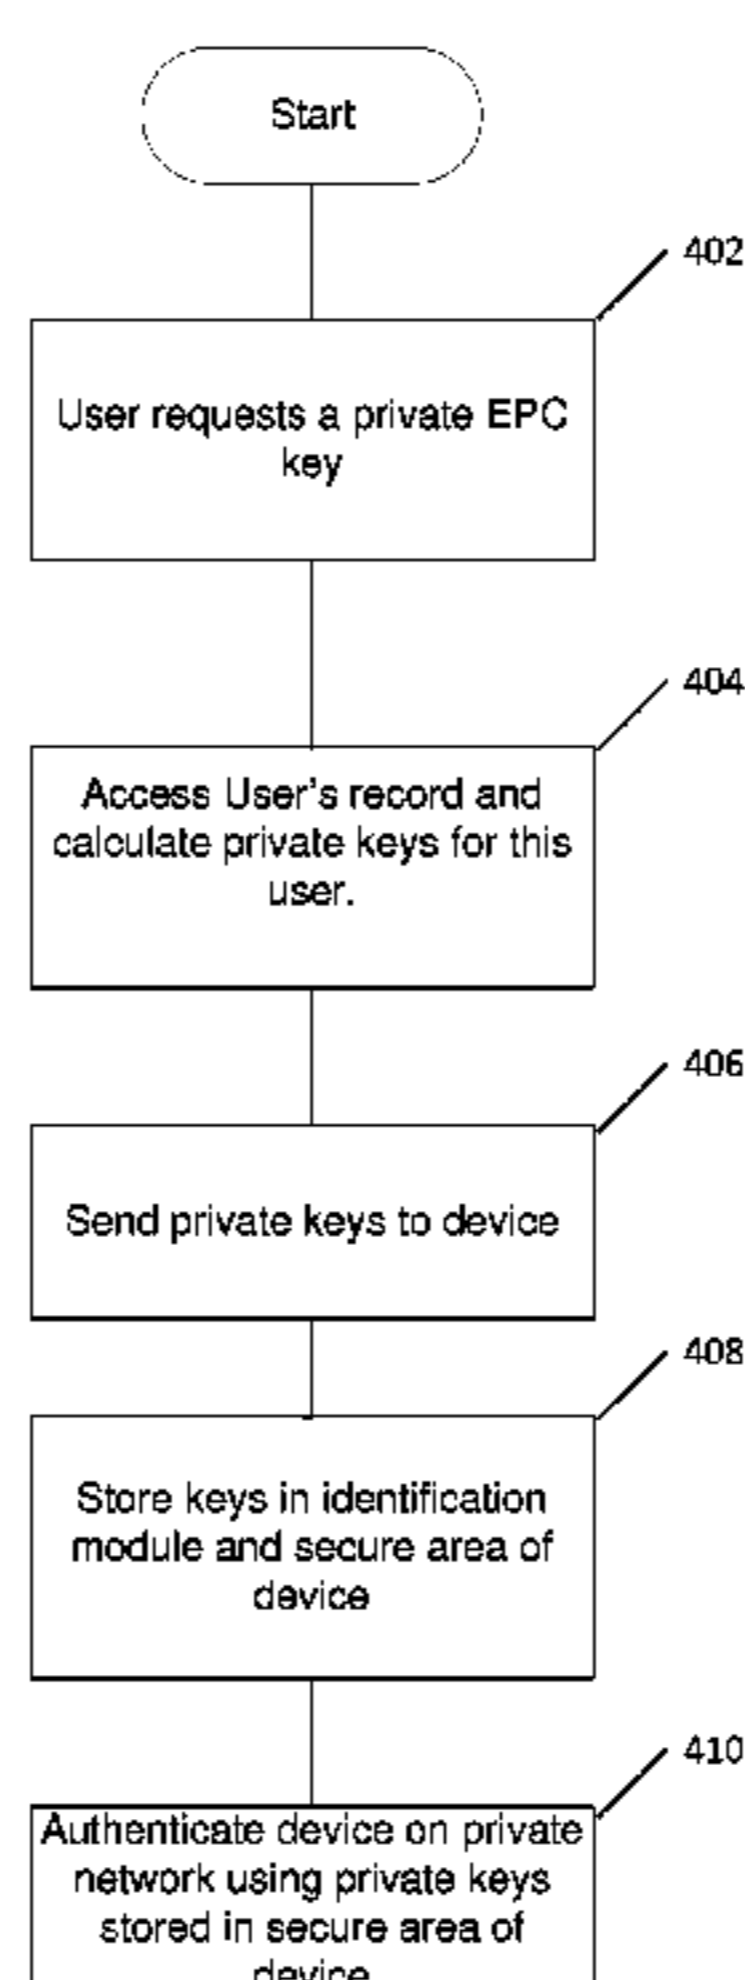 Start
402
User requests a private EPC
key
404
Access User's record and
calculate private keys for this
user.
406
Send private keys to device
408
Store keys in identification
module and secure area of
device
410
Authenticate device on private
network using private keys
stored in secure area of
device